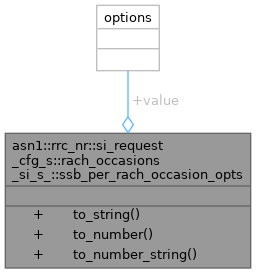 options
+value
asn1::rrc_nr::si_request
_cfg_s::rach_occasions
_si_s_::ssb_per_rach_occasion_opts
+ to_string()
+ to_number()
+ to_number_string()